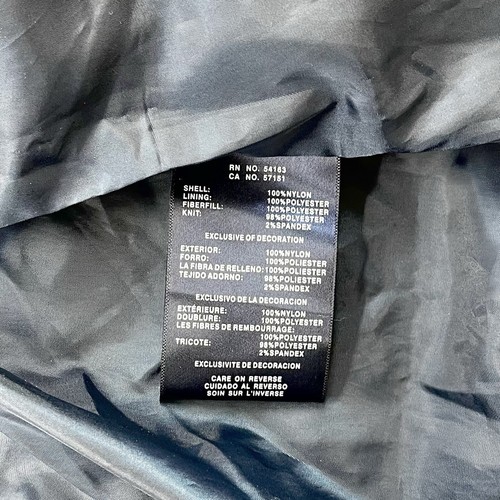 RN NO. 54163
CA NO. 57181
SHELL: 100%NYLON
LINING: 100%POLYESTER
FIBERFILL: 100%POLYESTER
KNIT: 98%POLYESTER
2%SPANDEX
EXCLUSIVE OF DECORATION
EXTERIOR: 100%NYLON
FORRO: 100%POLIESTER
LA FIBRA DE RELLENO:100%POLIESTER
TEJIDO ADORNO: 98%POLIESTER
2%SPANDEX
EXCLUSIVO DE LA DECORACION
EXTÉRIEURE: 100%NYLON
DOUBLURE: 100%POLYESTER
LES FIBRES DE REMBOURRAGE:
100%POLYESTER
TRICOTE: 98%POLYESTER
2%SPANDEX
EXCLUSIVITE DE DECORACION
CARE ON REVERSE
CUIDADO AL REVERSO
SOIN SUR L'INVERSE